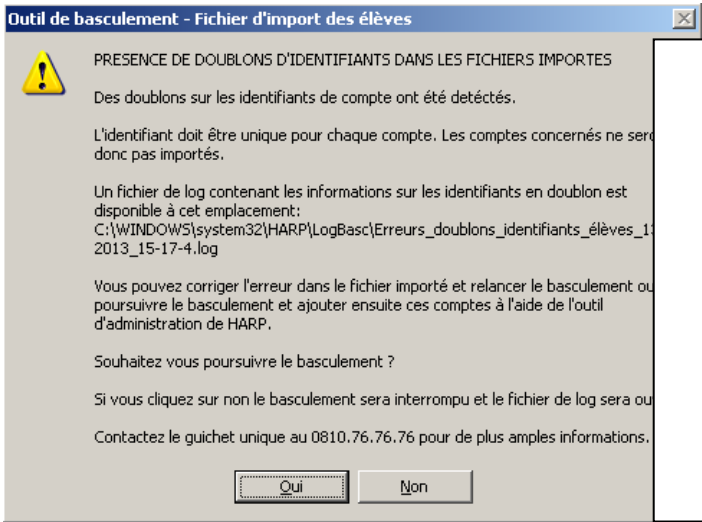 Outil de basculement - Fichier d'import des élèves
PRESENCE DE DOUBLONS D'IDENTIFIANTS DANS LES FICHIERS IMPORTES
Des doublons sur les identifiants de compte ont été detéctés.
L'identifiant doit être unique pour chaque compte. Les comptes concernés ne
donc pas importés.
Un fichier de log contenant les informations sur les identifiants en doublon est
disponible à cet emplacement:
C:\WINDOWS\system32\HARP\LogBasc\Erreurs_doublons_identifiants_élèves_1
2013_15-17-4.log
Vous pouvez corriger l'erreur dans le fichier importé et relancer le basculement ou
poursuivre le basculement et ajouter ensuite ces comptes à l'aide de l'outil
d'administration de HARP.
Souhaitez vous poursuivre le basculement ?
Si vous cliquez sur non le basculement sera interrompu et le fichier de log sera
Contactez le guichet unique au 0810.76.76.76 pour de plus amples informations.
Oui
Non